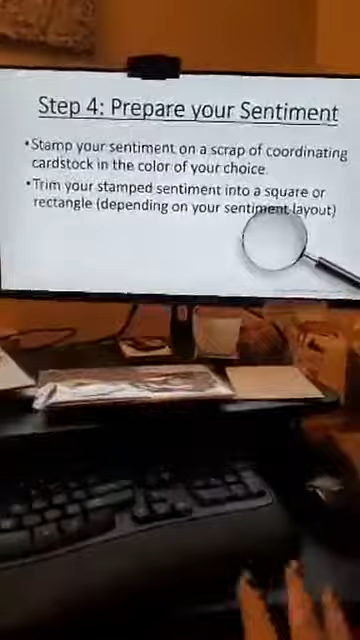 Step 4: Prepare your Sentiment
•Stamp your sentiment on a scrap of coordinating
cardstock in the color of your choice.
•Trim your stamped sentiment into a square or
rectangle (depending on your sentiment layout)